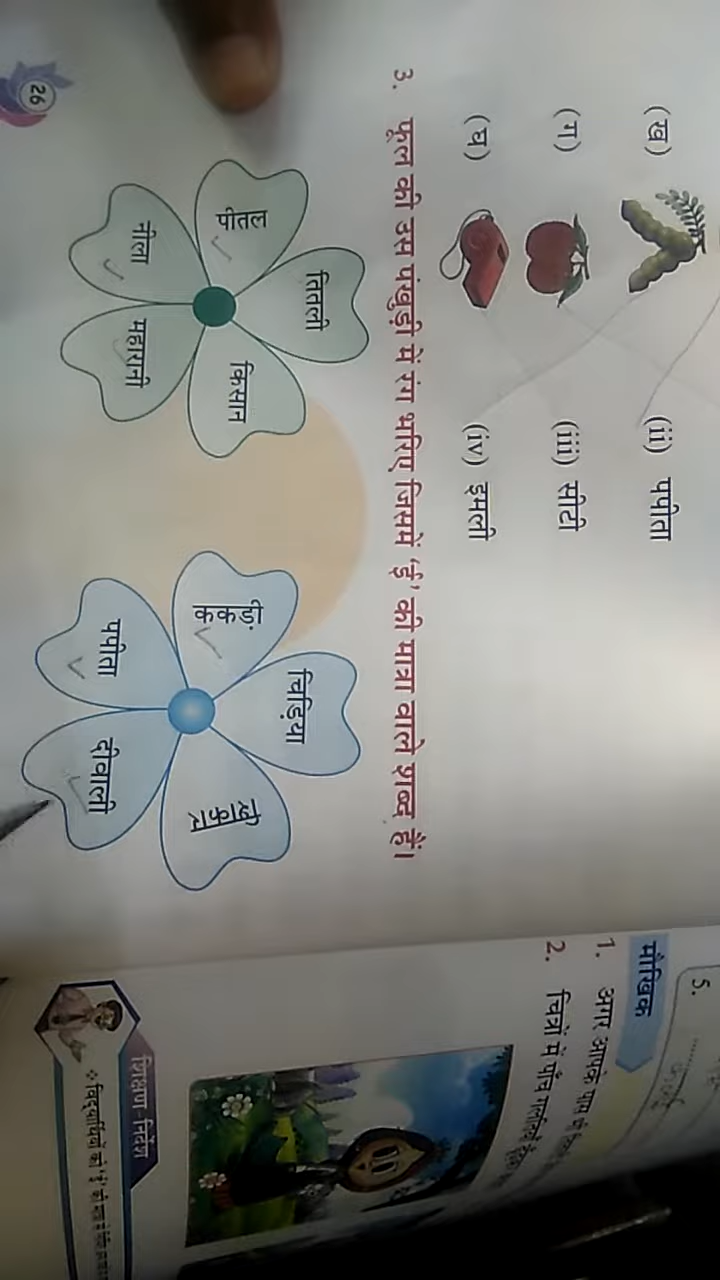 (ख) (ii) पपीता
(ग) (iii) सीटी
(घ) (iv) इमली
3. फूल की उस पंखुड़ी में रंग भरिए जिसमें 'ई' की मात्रा वाले शब्द हैं।
तितली
पीतल
किसान
नीला
महारानी
चिड़िया
ककड़ी
पपीता
दीवाली
26
5.
मौखिक
1. अगर आपके पास
2. चित्रों में पाँच
शिक्षण-निर्देश
विद्यार्थियों को 'ई' की